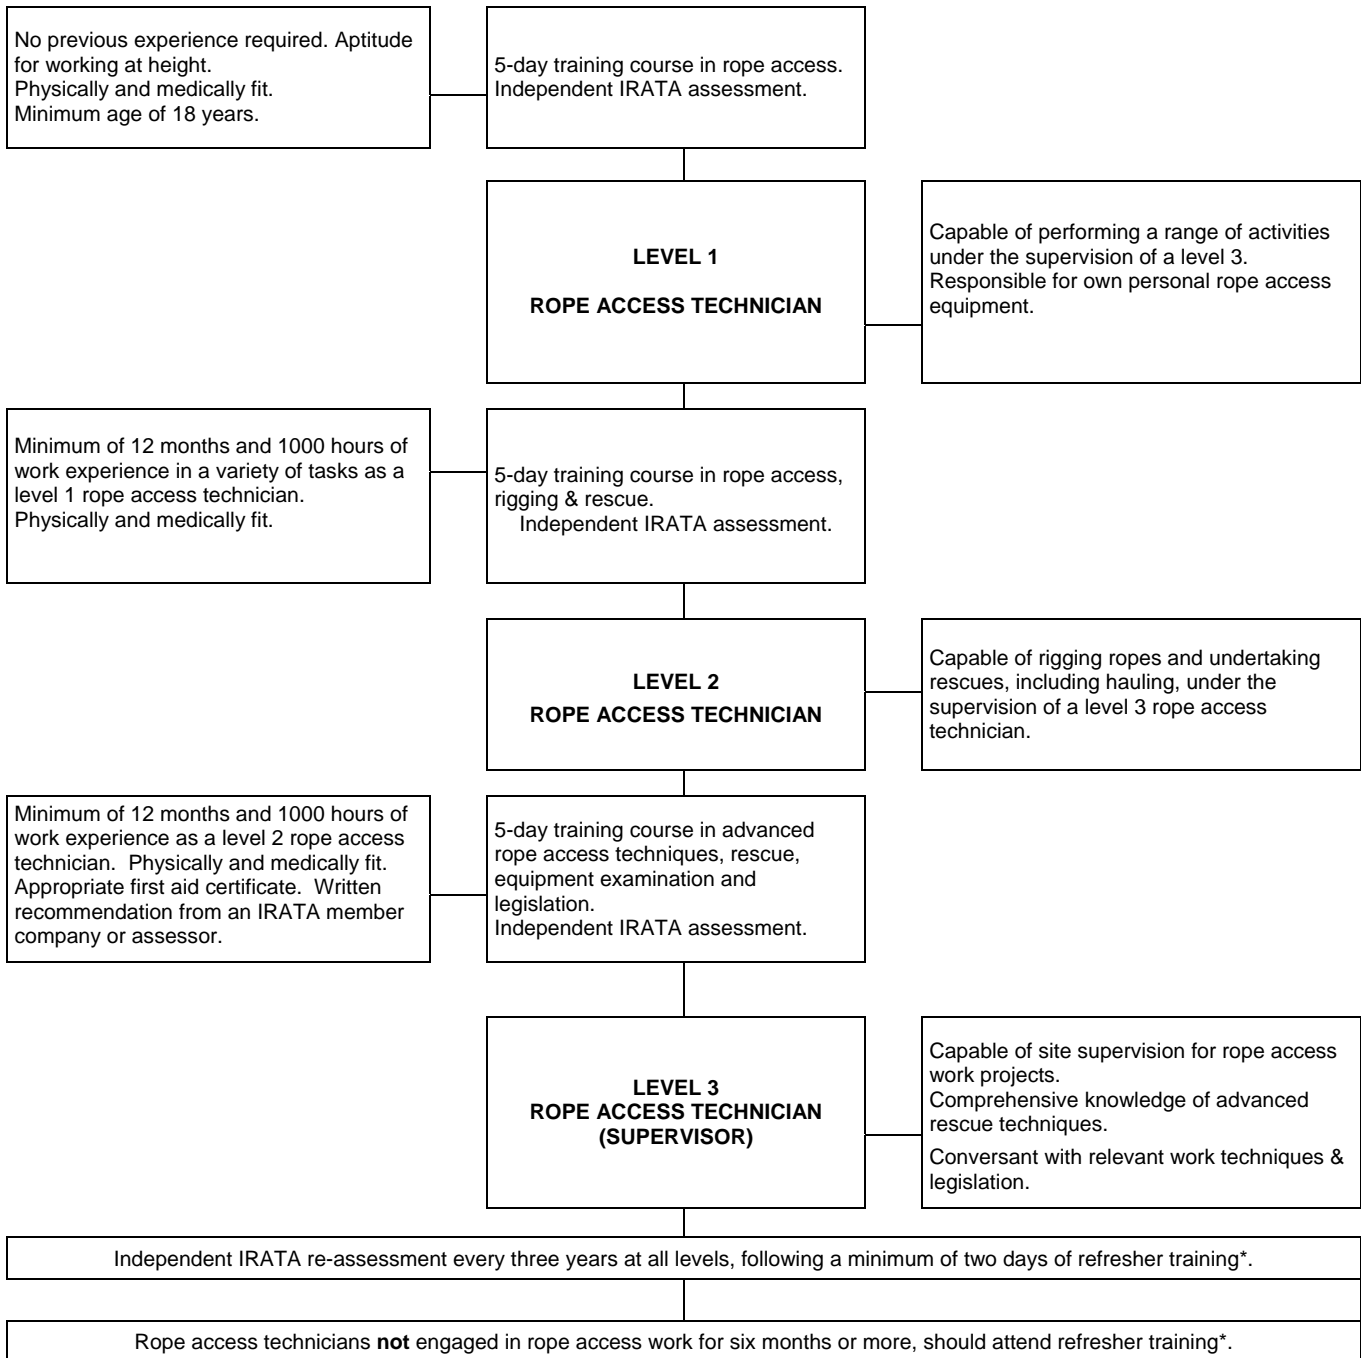 No previous experience required. Aptitude
for working at height.
Physically and medically fit.
Minimum age of 18 years.
5-day training course in rope access.
Independent IRATA assessment.
LEVEL 1
ROPE ACCESS TECHNICIAN
Capable of performing a range of activities
under the supervision of a level 3.
Responsible for own personal rope access
equipment.
Minimum of 12 months and 1000 hours of
work experience in a variety of tasks as a
level 1 rope access technician.
Physically and medically fit.
5-day training course in rope access,
rigging & rescue.
Independent IRATA assessment.
LEVEL 2
ROPE ACCESS TECHNICIAN
Capable of rigging ropes and undertaking
rescues, including hauling, under the
supervision of a level 3 rope access
technician.
Minimum of 12 months and 1000 hours of
work experience as a level 2 rope access
technician. Physically and medically fit.
Appropriate first aid certificate. Written
recommendation from an IRATA member
company or assessor.
5-day training course in advanced
rope access techniques, rescue,
equipment examination and
legislation.
Independent IRATA assessment.
LEVEL 3
ROPE ACCESS TECHNICIAN
(SUPERVISOR)
Capable of site supervision for rope access
work projects.
Comprehensive knowledge of advanced
rescue techniques.
Conversant with relevant work techniques &
legislation.
Independent IRATA re-assessment every three years at all levels, following a minimum of two days of refresher training*.
Rope access technicians not engaged in rope access work for six months or more, should attend refresher training*.